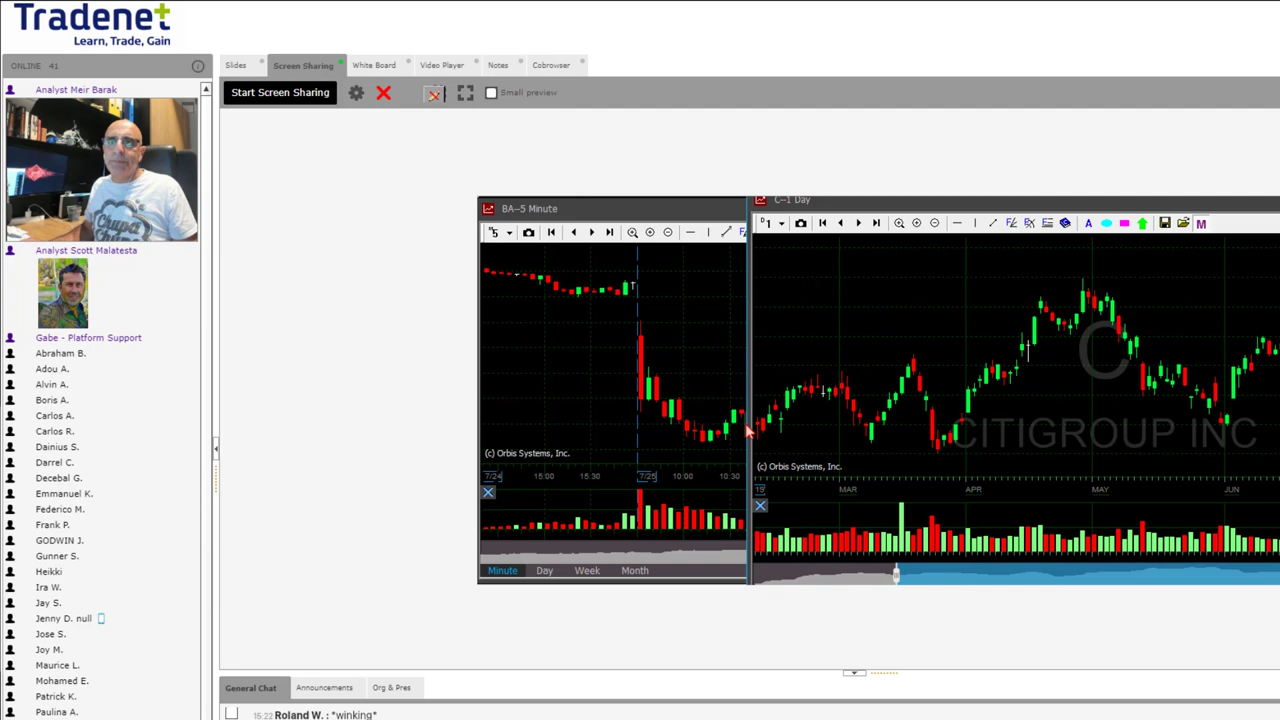 Tradenet
Learn, Trade, Gain
ONLINE 41
Slides
Screen Sharing
White Board
Video Player
Notes
Cobrowser
Start Screen Sharing
Small preview
Analyst Meir Barak
Chupa
Chups
Analyst Scott Malatesta
Gabe - Platform Support
Abraham B.
Adou A.
Alvin A.
Boris A.
Carlos A.
Carlos R.
Dainius S.
Darrel C.
Decebal G.
Emmanuel K.
Federico M.
Frank P.
GODWIN J.
Gunner S.
Heikki
Ira W.
Jay S.
Jenny D. null
Jose S.
Joy M.
Maurice L.
Mohamed E.
Patrick K.
Paulina A.
BA--5 Minute
5
(c) Orbis Systems, Inc.
7/24 15:00 15:30 7/25 10:00 10:30
Minute Day Week Month
C--1 Day
D1
A
M
C
CITIGROUP INC
(c) Orbis Systems, Inc.
15 MAR APR MAY JUN
General Chat
Announcements
Org & Pres
15:22 Roland W. : *winking*